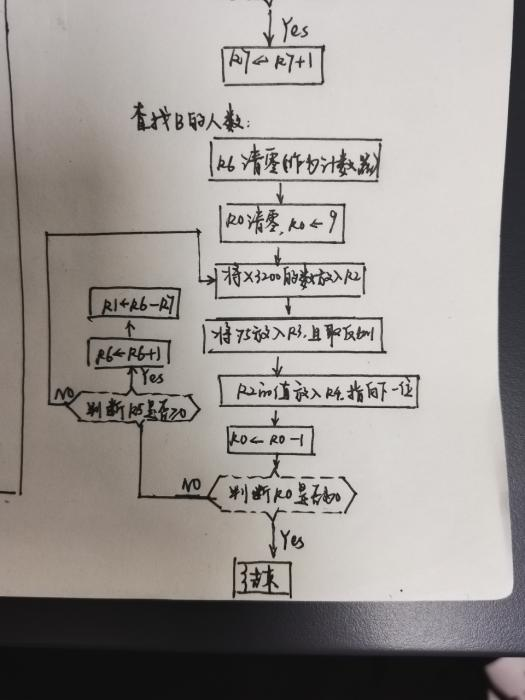 Yes
R7←R7+1
查找B的人数:
R6清零(作为计数器)
R0清零,R0←9
将X3200的数放入R2
R1←R6-R7
将75放入R3,且取反加1
R6←R6+1
Yes
R2的值放入R4,指向下一位
NO
判断R5是否≥0
R0←R0-1
NO
判断R0是否为0
Yes
结束